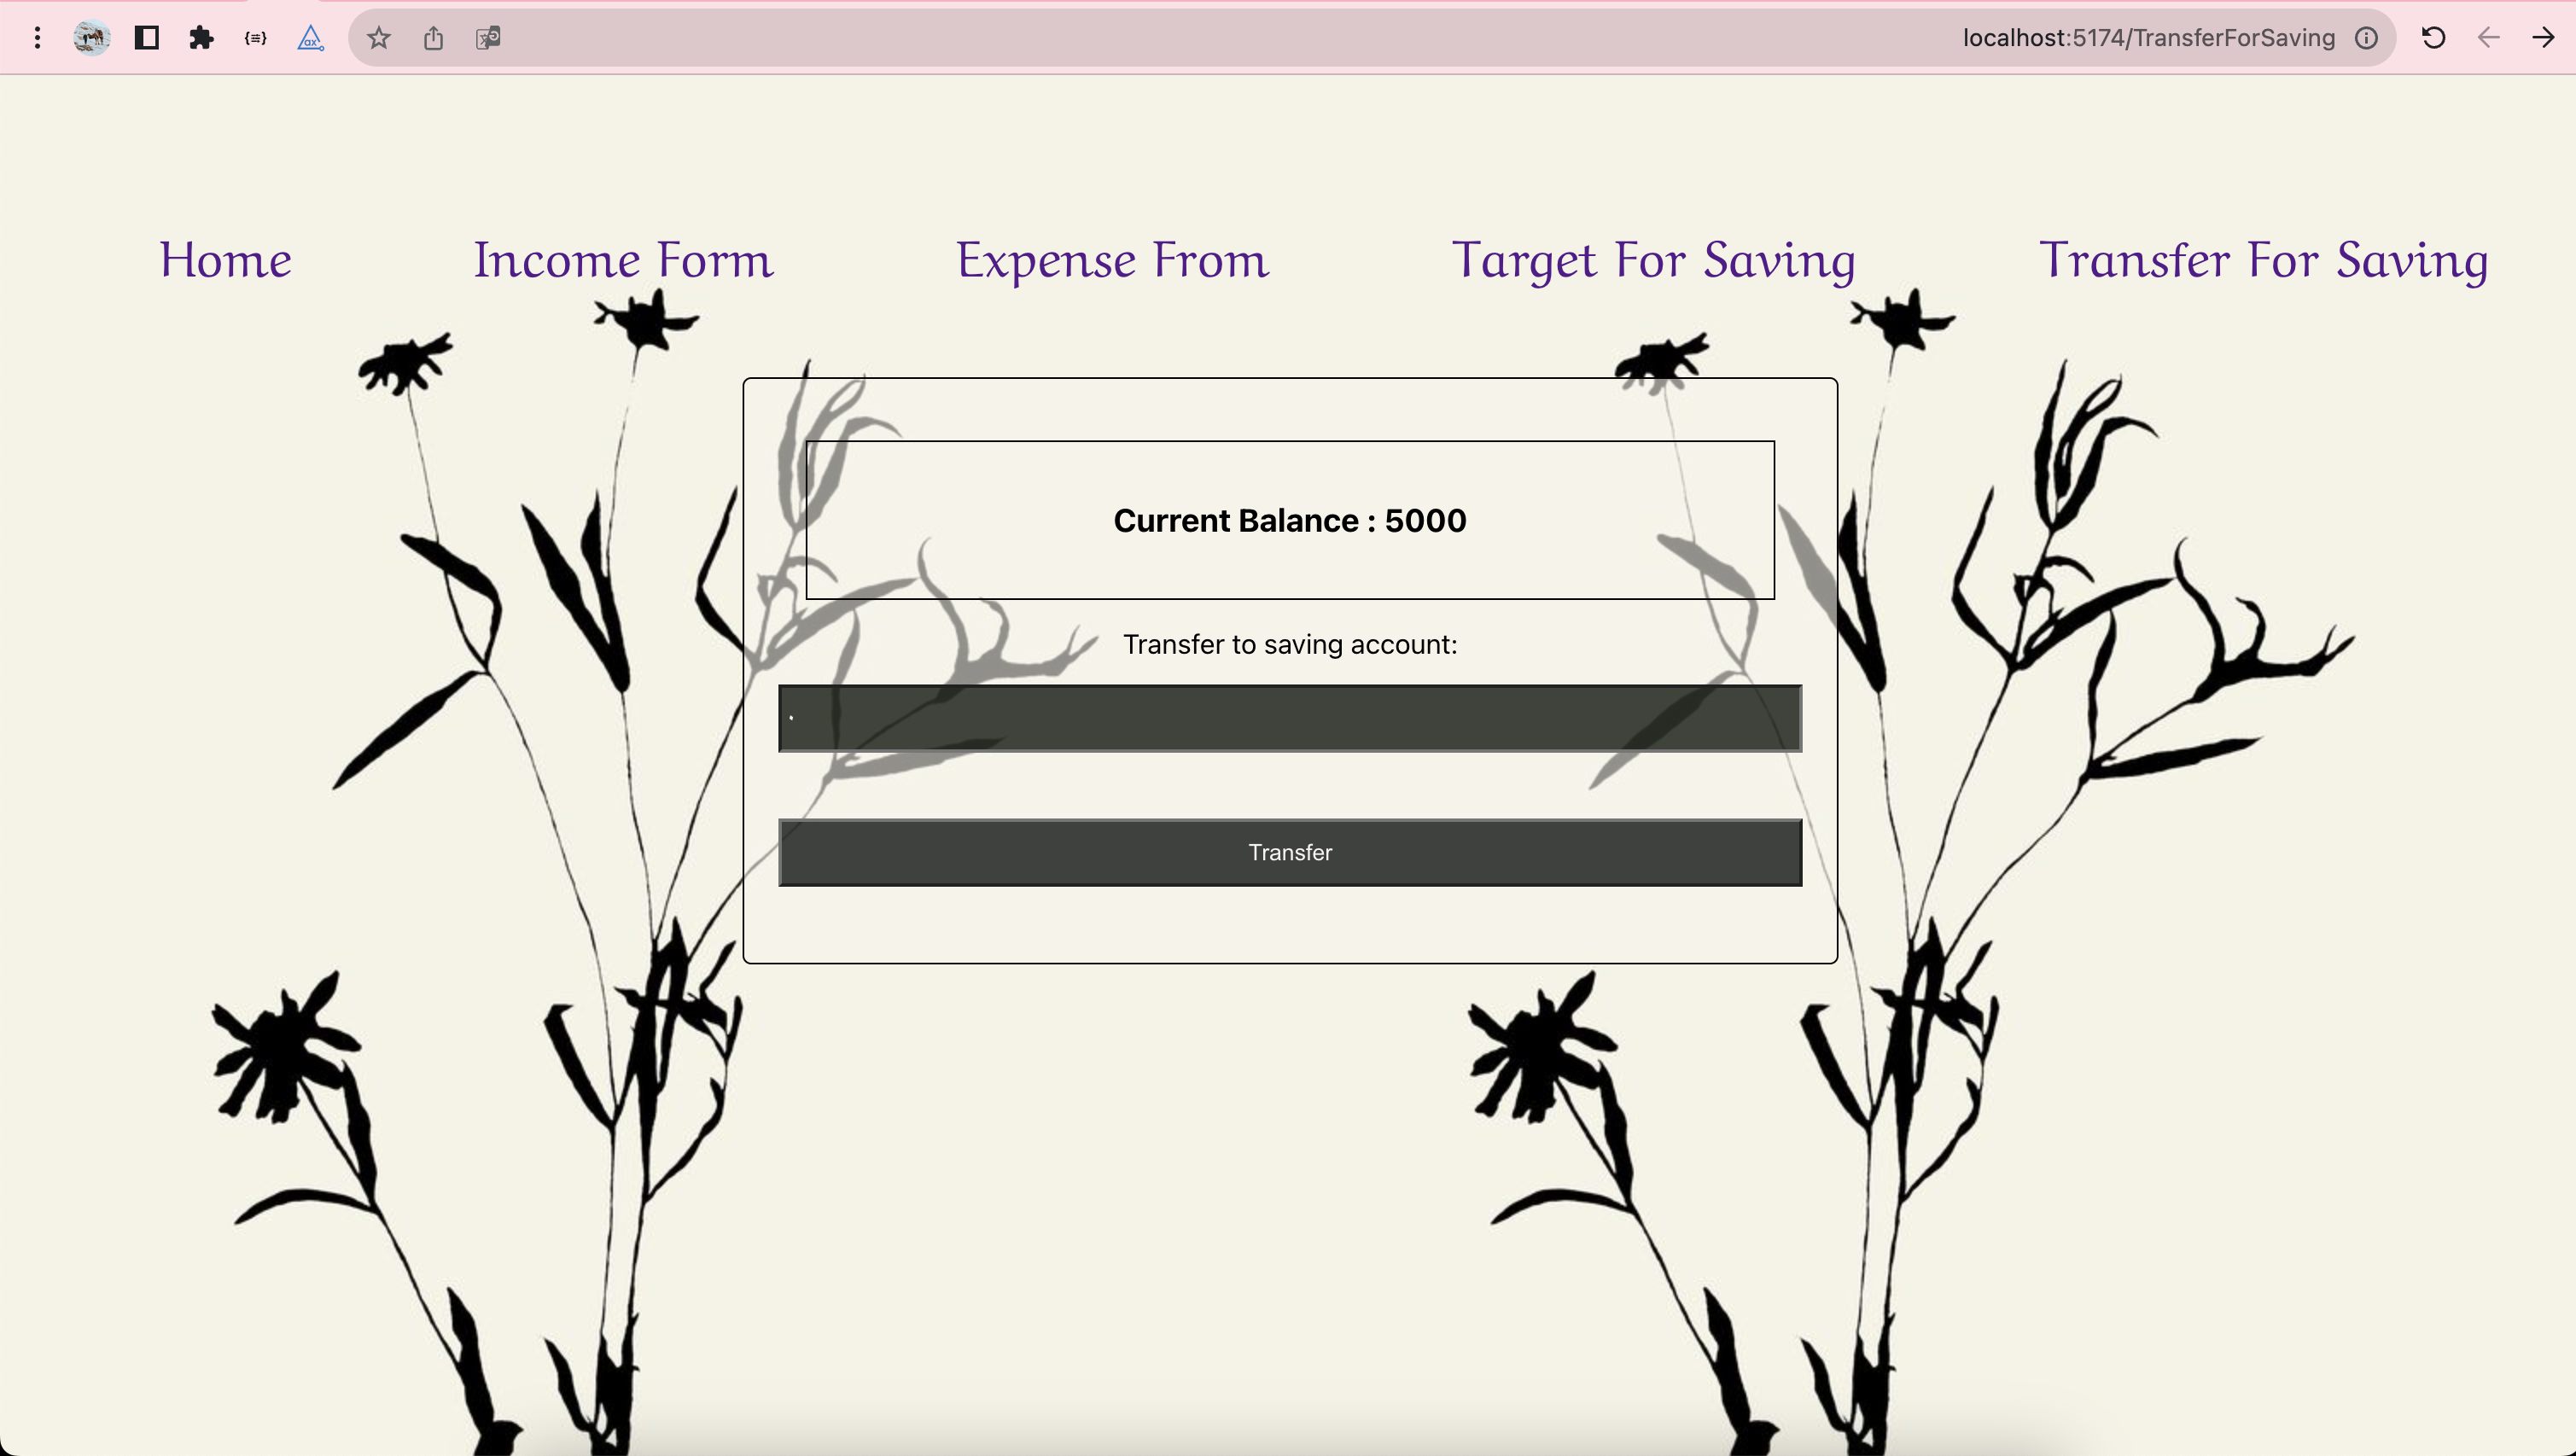 localhost:5174/TransferForSaving
Home Income Form Expense From Target For Saving Transfer For Saving
Current Balance : 5000
Transfer to saving account:
٠
Transfer